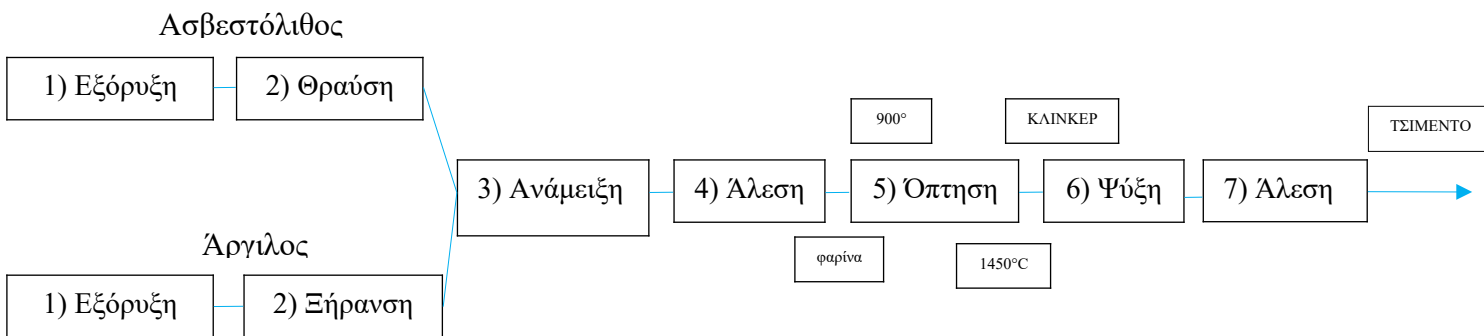 Ασβεστόλιθος
1) Εξόρυξη
2) Θραύση
Άργιλος
1) Εξόρυξη
2) Ξήρανση
3) Ανάμειξη
4) Άλεση
φαρίνα
900°
5) Όπτηση
1450°C
ΚΛΙΝΚΕΡ
6) Ψύξη
7) Άλεση
ΤΣΙΜΕΝΤΟ